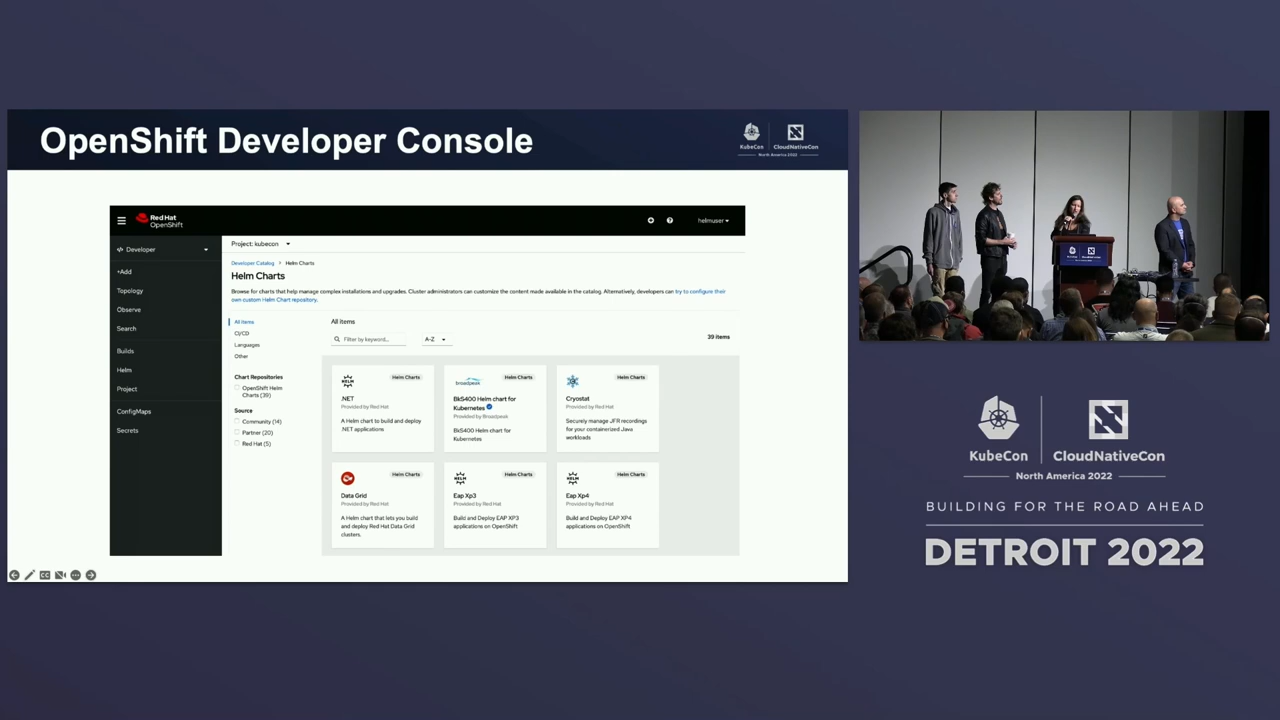 OpenShift Developer Console
KubeCon
CloudNativeCon
North America 2022
Red Hat
OpenShift
helmuser
Developer
+Add
Topology
Observe
Search
Builds
Helm
Project
ConfigMaps
Secrets
Project: kubecon
Developer Catalog > Helm Charts
Helm Charts
Browse for charts that help manage complex installations and upgrades. Cluster administrators can customize the content made available in the catalog. Alternatively, developers can try to configure their
own custom Helm Chart repository.
All items
CI/CD
Languages
Other
Chart Repositories
OpenShift Helm
Charts (39)
Source
Community (14)
Partner (20)
Red Hat (5)
All items
Filter by keyword...
A-Z
39 items
HELM
Helm Charts
.NET
Provided by Red Hat
A Helm chart to build and deploy
.NET applications
broadpeak
Helm Charts
BkS400 Helm chart for
Kubernetes
Provided by Broadpeak
BkS400 Helm chart for
Kubernetes
Helm Charts
Cryostat
Provided by Red Hat
Securely manage JFR recordings
for your containerized Java
workloads
Helm Charts
Data Grid
Provided by Red Hat
A Helm chart that lets you build
and deploy Red Hat Data Grid
clusters.
HELM
Helm Charts
Eap Xp3
Provided by Red Hat
Build and Deploy EAP XP3
applications on OpenShift
HELM
Helm Charts
Eap Xp4
Provided by Red Hat
Build and Deploy EAP XP4
applications on OpenShift
CC
KubeCon
CloudNativeCon
North America 2022
BUILDING FOR THE ROAD AHEAD
DETROIT 2022